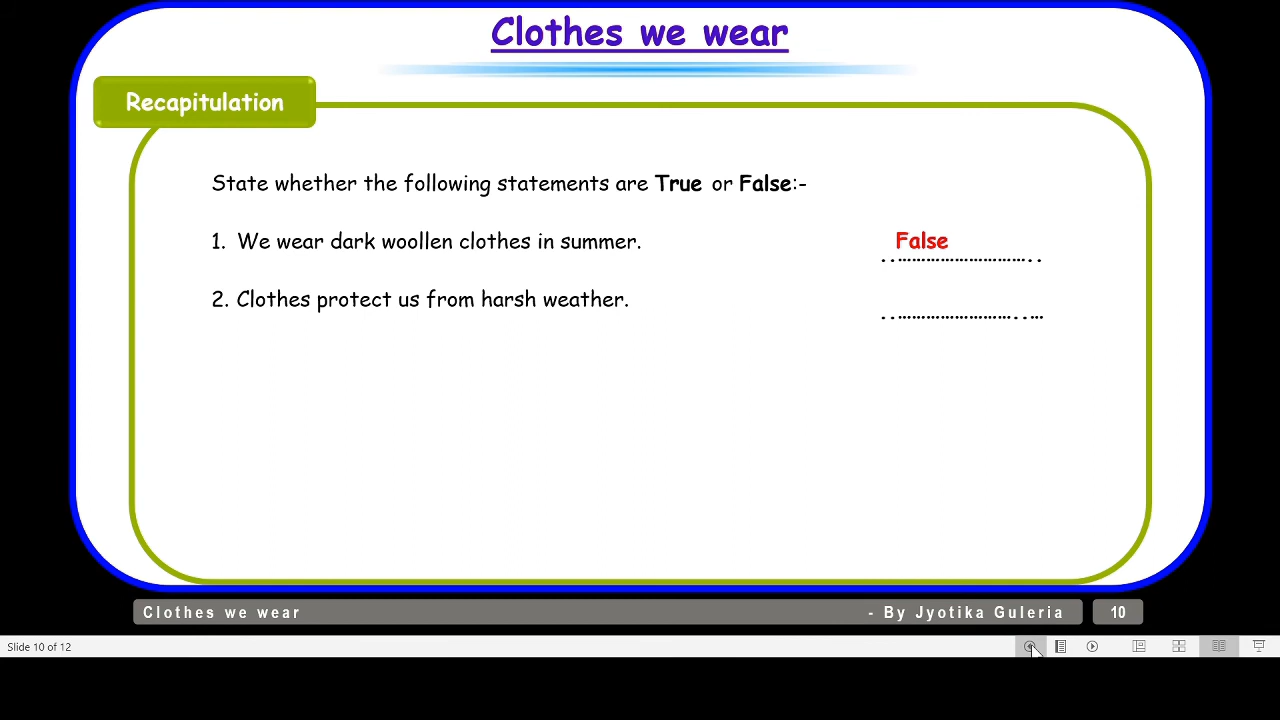 Clothes we wear
Recapitulation
State whether the following statements are True or False:-
1. We wear dark woollen clothes in summer. False
..………………………..
2. Clothes protect us from harsh weather.
..……………………..…
Clothes we wear - By Jyotika Guleria 10
Slide 10 of 12